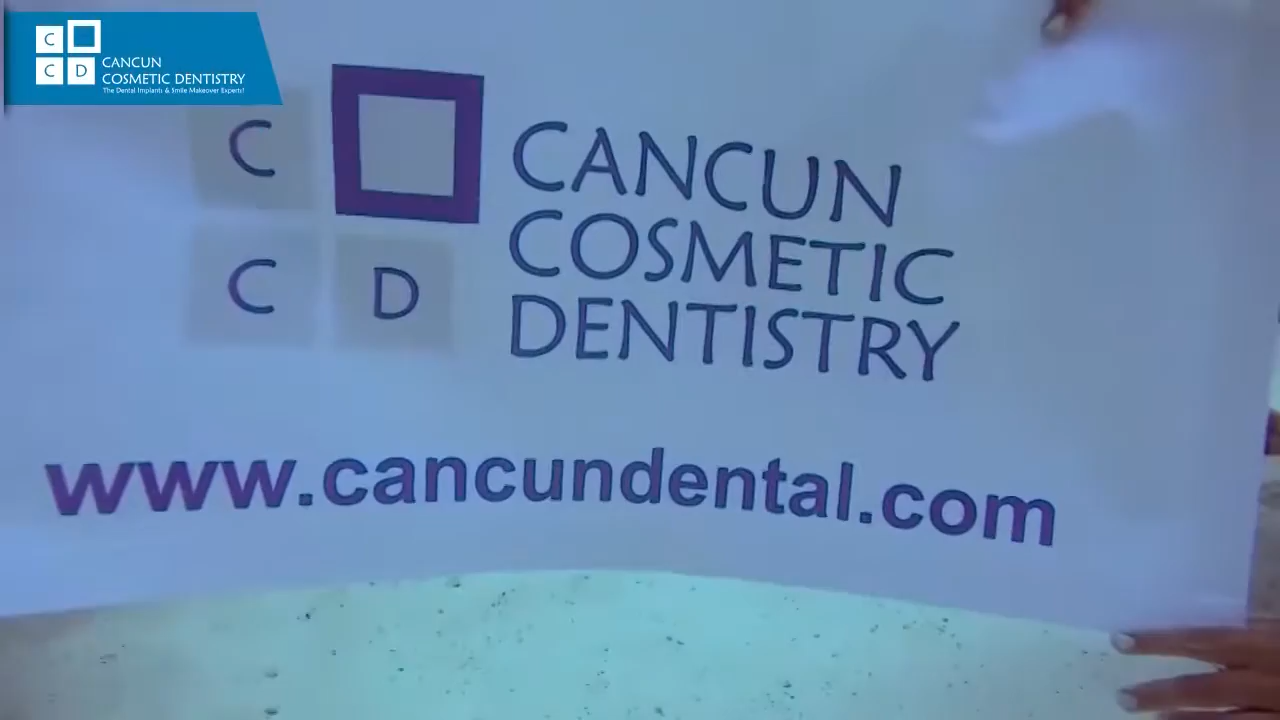 C
C D
CANCUN
COSMETIC DENTISTRY
The Dental Implants & Smile Makeover Experts!
C
C D
CANCUN
COSMETIC
DENTISTRY
www.cancundental.com